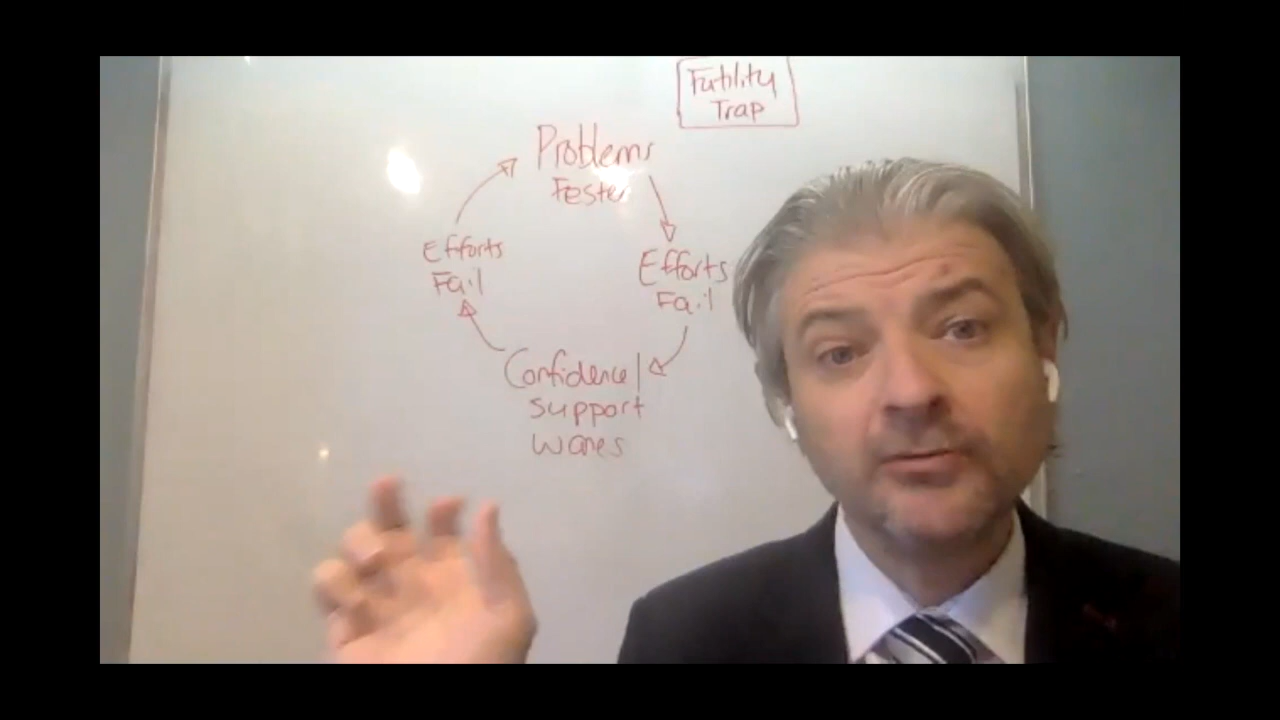 Futility
Trap
Problems
Fester
Efforts
Fail
Efforts
Fail
Confidence/
support
wanes